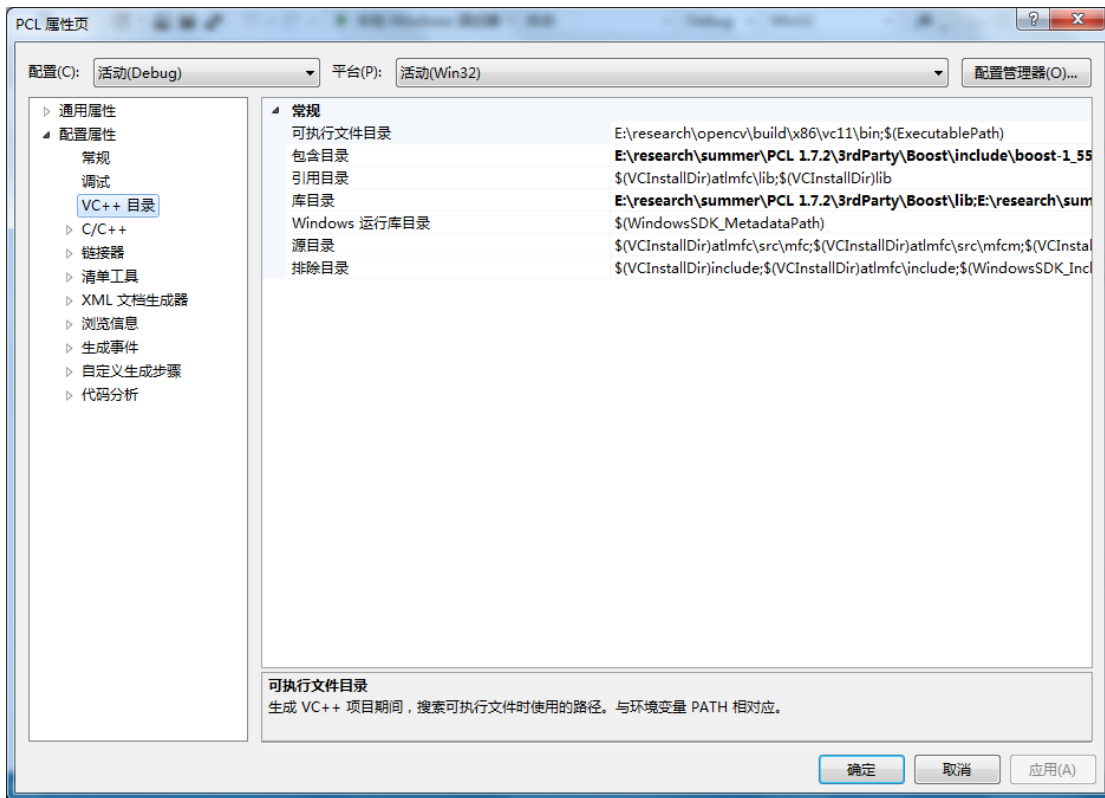 PCL 属性页
配置(C): 活动(Debug) 平台(P): 活动(Win32) 配置管理器(O)...
通用属性
配置属性
常规
调试
VC++ 目录
C/C++
链接器
清单工具
XML 文档生成器
浏览信息
生成事件
自定义生成步骤
代码分析
常规
可执行文件目录 E:\research\opencv\build\x86\vc11\bin;$(ExecutablePath)
包含目录 E:\research\summer\PCL 1.7.2\3rdParty\Boost\include\boost-1_55
引用目录 $(VCInstallDir)atlmfc\lib;$(VCInstallDir)lib
库目录 E:\research\summer\PCL 1.7.2\3rdParty\Boost\lib;E:\research\sum
Windows 运行库目录 $(WindowsSDK_MetadataPath)
源目录 $(VCInstallDir)atlmfc\src\mfc;$(VCInstallDir)atlmfc\src\mfcm;$(VCInstal
排除目录 $(VCInstallDir)include;$(VCInstallDir)atlmfc\include;$(WindowsSDK_Incl
可执行文件目录
生成 VC++ 项目期间，搜索可执行文件时使用的路径。与环境变量 PATH 相对应。
确定 取消 应用(A)